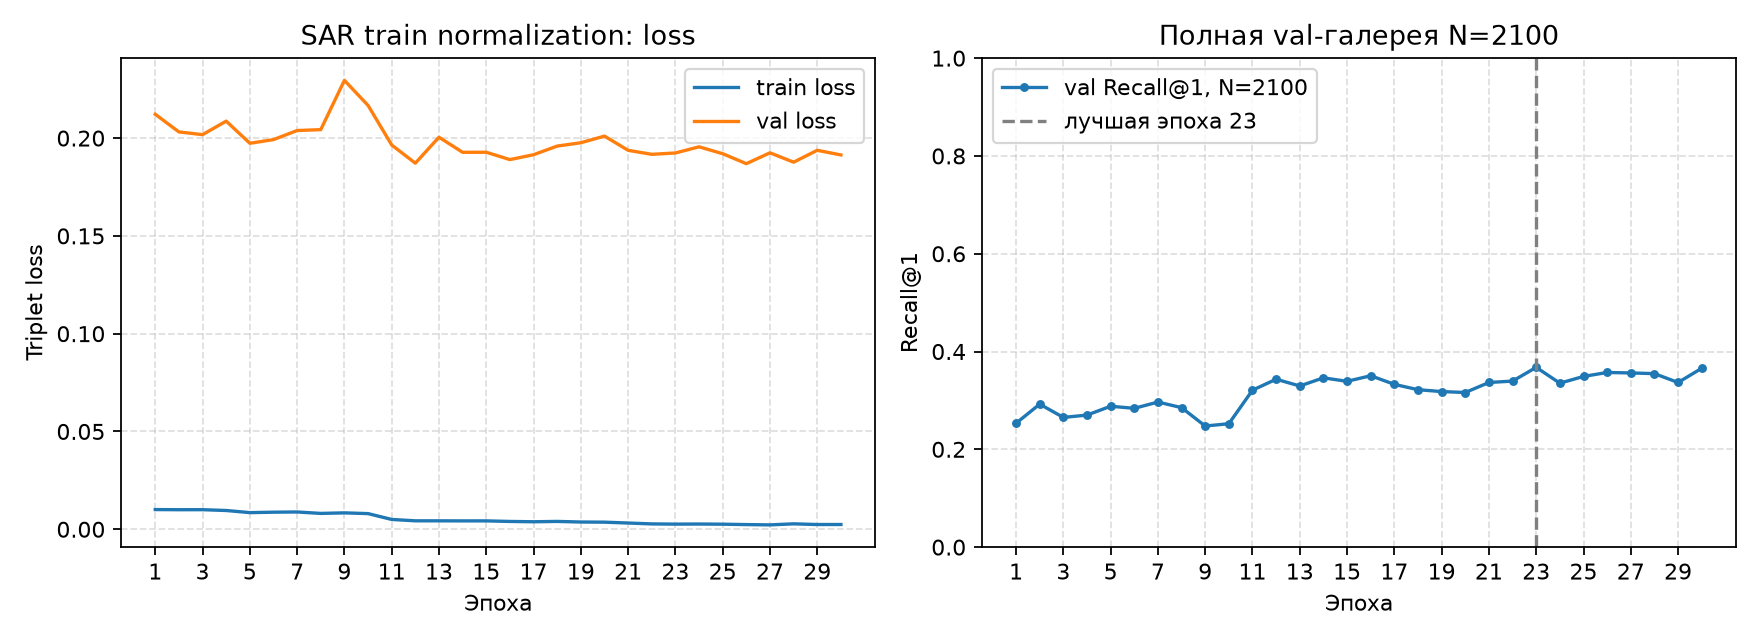 SAR train normalization: loss
train loss
val loss
Triplet loss
0.20
0.15
0.10
0.05
0.00
1 3 5 7 9 11 13 15 17 19 21 23 25 27 29
Эпоха
Полная val-галерея N=2100
val Recall@1, N=2100
лучшая эпоха 23
Recall@1
1.0
0.8
0.6
0.4
0.2
0.0
1 3 5 7 9 11 13 15 17 19 21 23 25 27 29
Эпоха